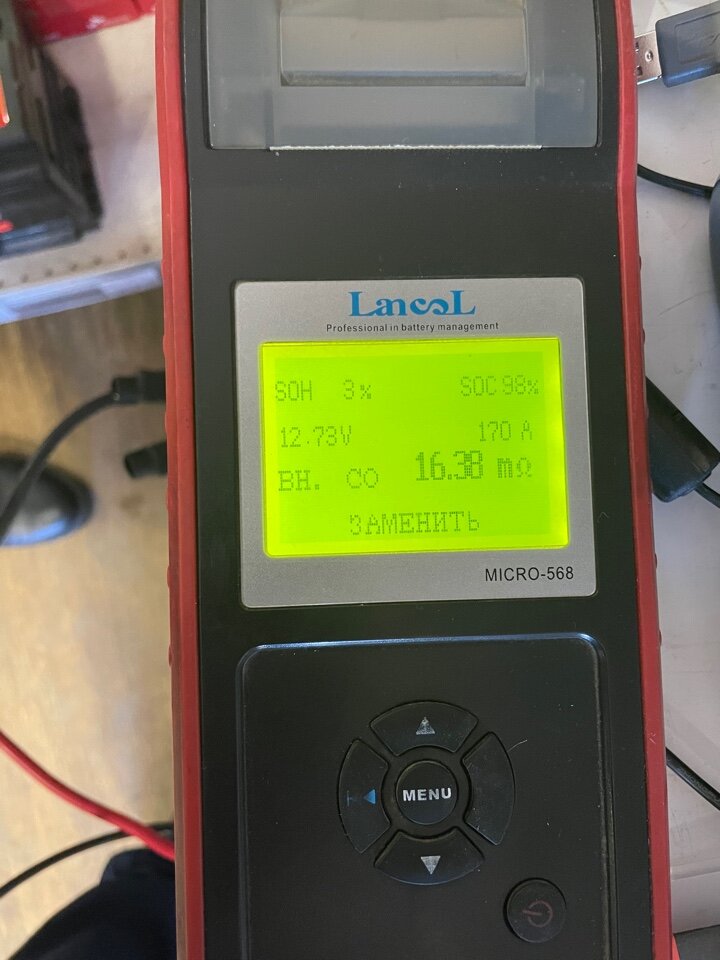 Lancol
Professional in battery management
SOH 3% SOC 98%
12.73V 170 A
ВН. СО 16.38 mΩ
ЗАМЕНИТЬ
MICRO-568
MENU